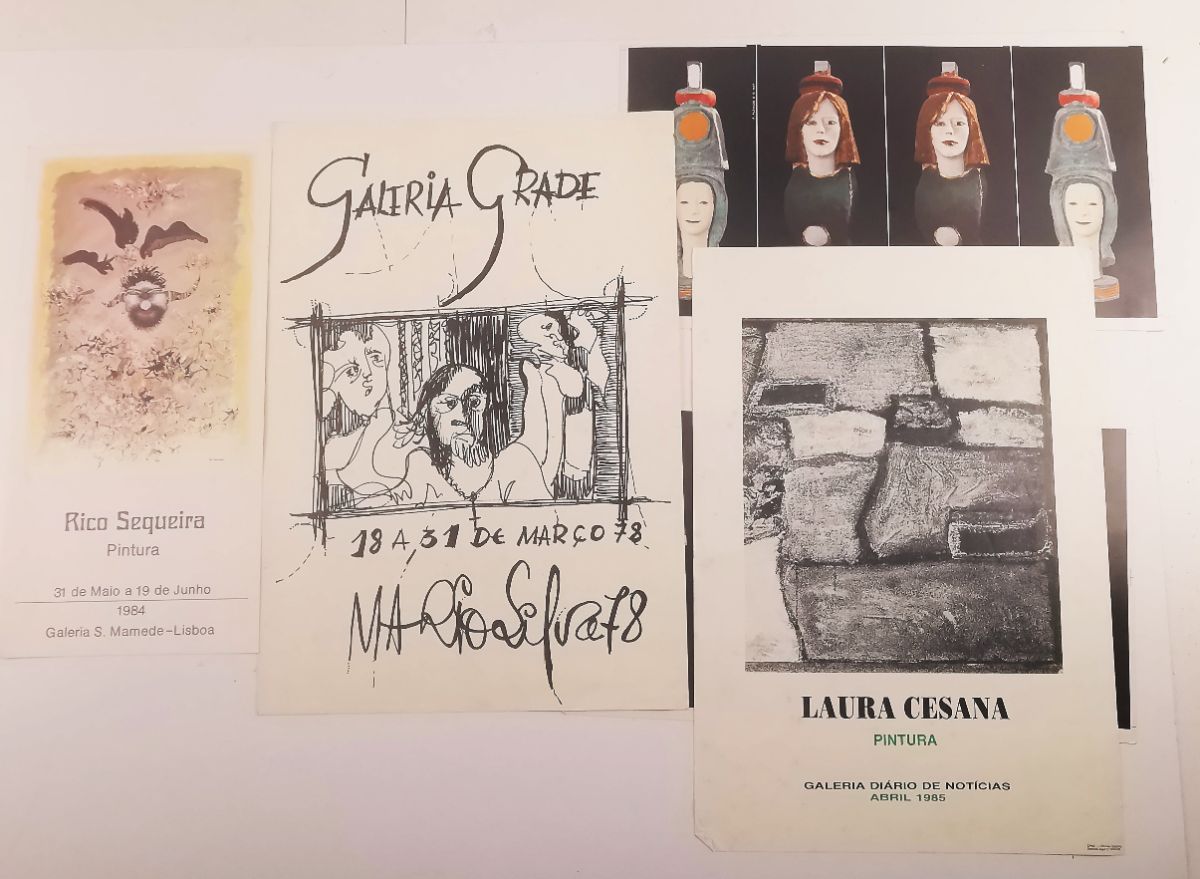 Rico Sequeira
Pintura
31 de Maio a 19 de Junho
1984
Galeria S. Mamede-Lisboa
GALERIA GRADE
18 A 31 DE MARÇO 78
MARIO Silva 78
LAURA CESANA
PINTURA
GALERIA DIÁRIO DE NOTÍCIAS
ABRIL 1985